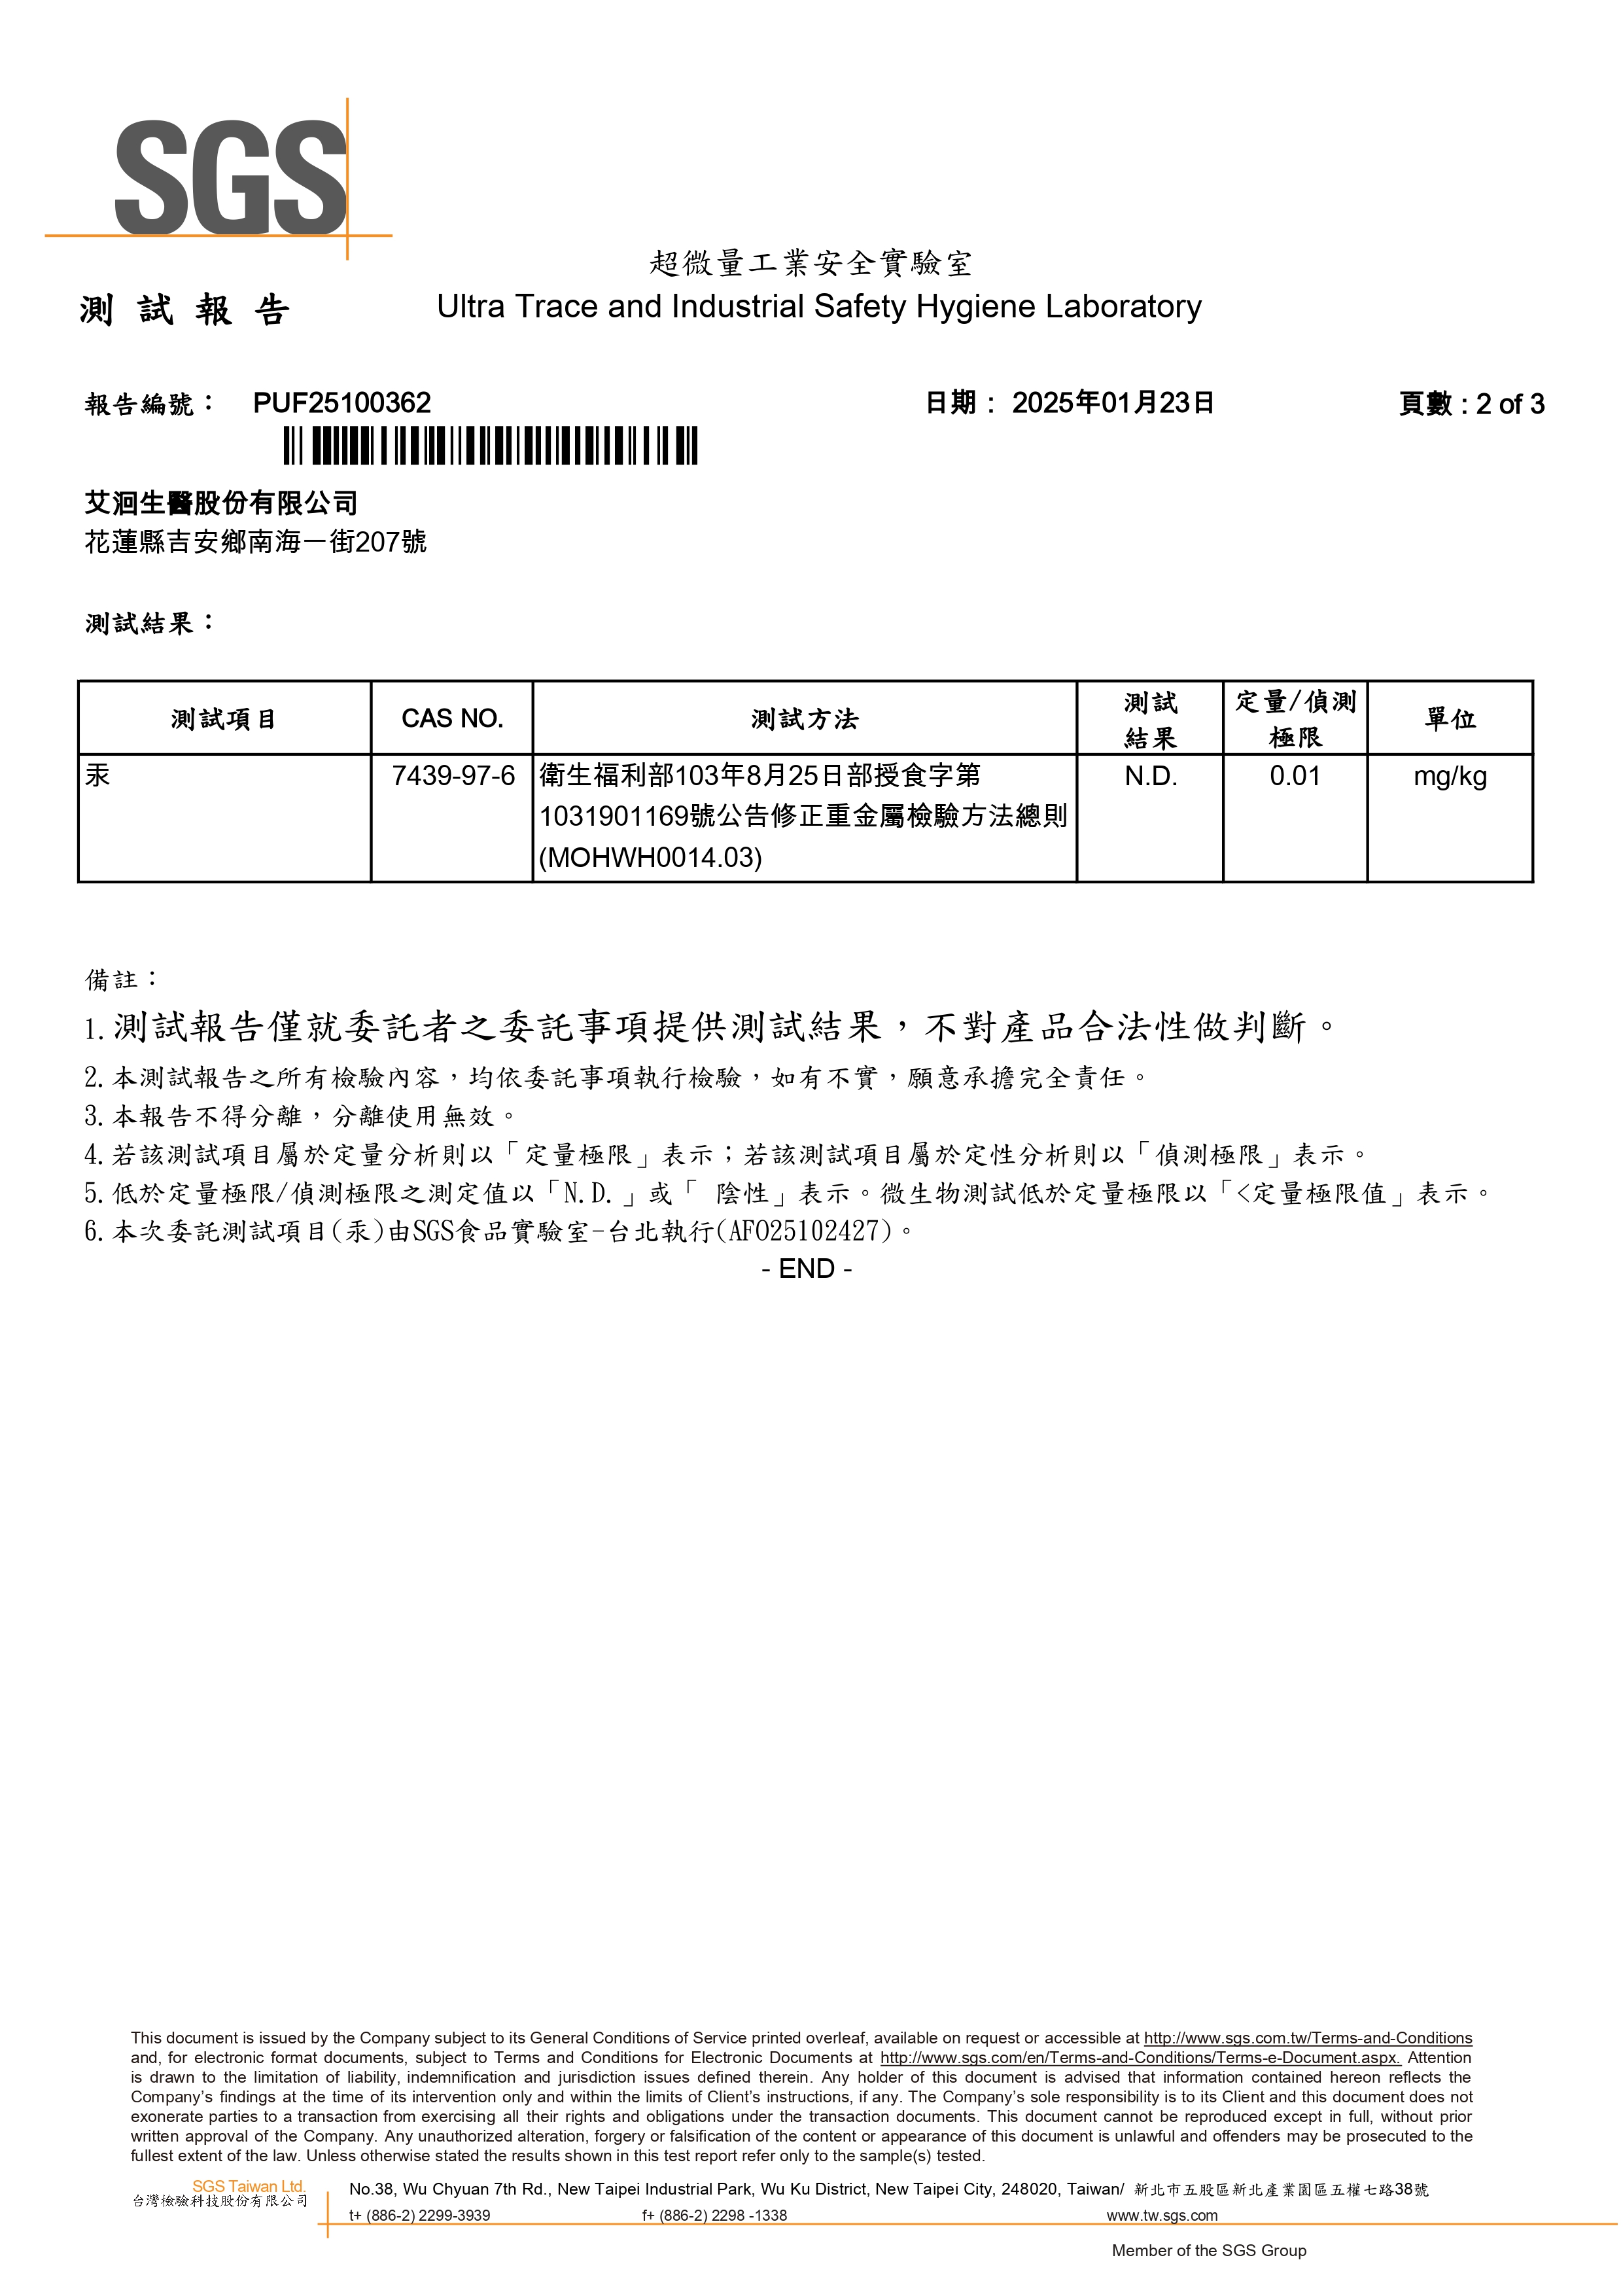 SGS
超微量工業安全實驗室
測 試 報 告
Ultra Trace and Industrial Safety Hygiene Laboratory
報告編號： PUF25100362 日期： 2025年01月23日 頁數 : 2 of 3
艾洄生醫股份有限公司
花蓮縣吉安鄉南海一街207號
測試結果：
測試項目 CAS NO. 測試方法 測試結果 定量/偵測極限 單位
汞 7439-97-6 衛生福利部103年8月25日部授食字第 N.D. 0.01 mg/kg
1031901169號公告修正重金屬檢驗方法總則
(MOHWH0014.03)
備註：
1.測試報告僅就委託者之委託事項提供測試結果，不對產品合法性做判斷。
2.本測試報告之所有檢驗內容，均依委託事項執行檢驗，如有不實，願意承擔完全責任。
3.本報告不得分離，分離使用無效。
4.若該測試項目屬於定量分析則以「定量極限」表示；若該測試項目屬於定性分析則以「偵測極限」表示。
5.低於定量極限/偵測極限之測定值以「N.D.」或「 陰性」表示。微生物測試低於定量極限以「<定量極限值」表示。
6.本次委託測試項目(汞)由SGS食品實驗室-台北執行(AFO25102427)。
- END -
This document is issued by the Company subject to its General Conditions of Service printed overleaf, available on request or accessible at http://www.sgs.com.tw/Terms-and-Conditions
and, for electronic format documents, subject to Terms and Conditions for Electronic Documents at http://www.sgs.com/en/Terms-and-Conditions/Terms-e-Document.aspx. Attention
is drawn to the limitation of liability, indemnification and jurisdiction issues defined therein. Any holder of this document is advised that information contained hereon reflects the
Company's findings at the time of its intervention only and within the limits of Client's instructions, if any. The Company's sole responsibility is to its Client and this document does not
exonerate parties to a transaction from exercising all their rights and obligations under the transaction documents. This document cannot be reproduced except in full, without prior
written approval of the Company. Any unauthorized alteration, forgery or falsification of the content or appearance of this document is unlawful and offenders may be prosecuted to the
fullest extent of the law. Unless otherwise stated the results shown in this test report refer only to the sample(s) tested.
SGS Taiwan Ltd.
台灣檢驗科技股份有限公司
No.38, Wu Chyuan 7th Rd., New Taipei Industrial Park, Wu Ku District, New Taipei City, 248020, Taiwan/ 新北市五股區新北產業園區五權七路38號
t+ (886-2) 2299-3939 f+ (886-2) 2298 -1338 www.tw.sgs.com
Member of the SGS Group